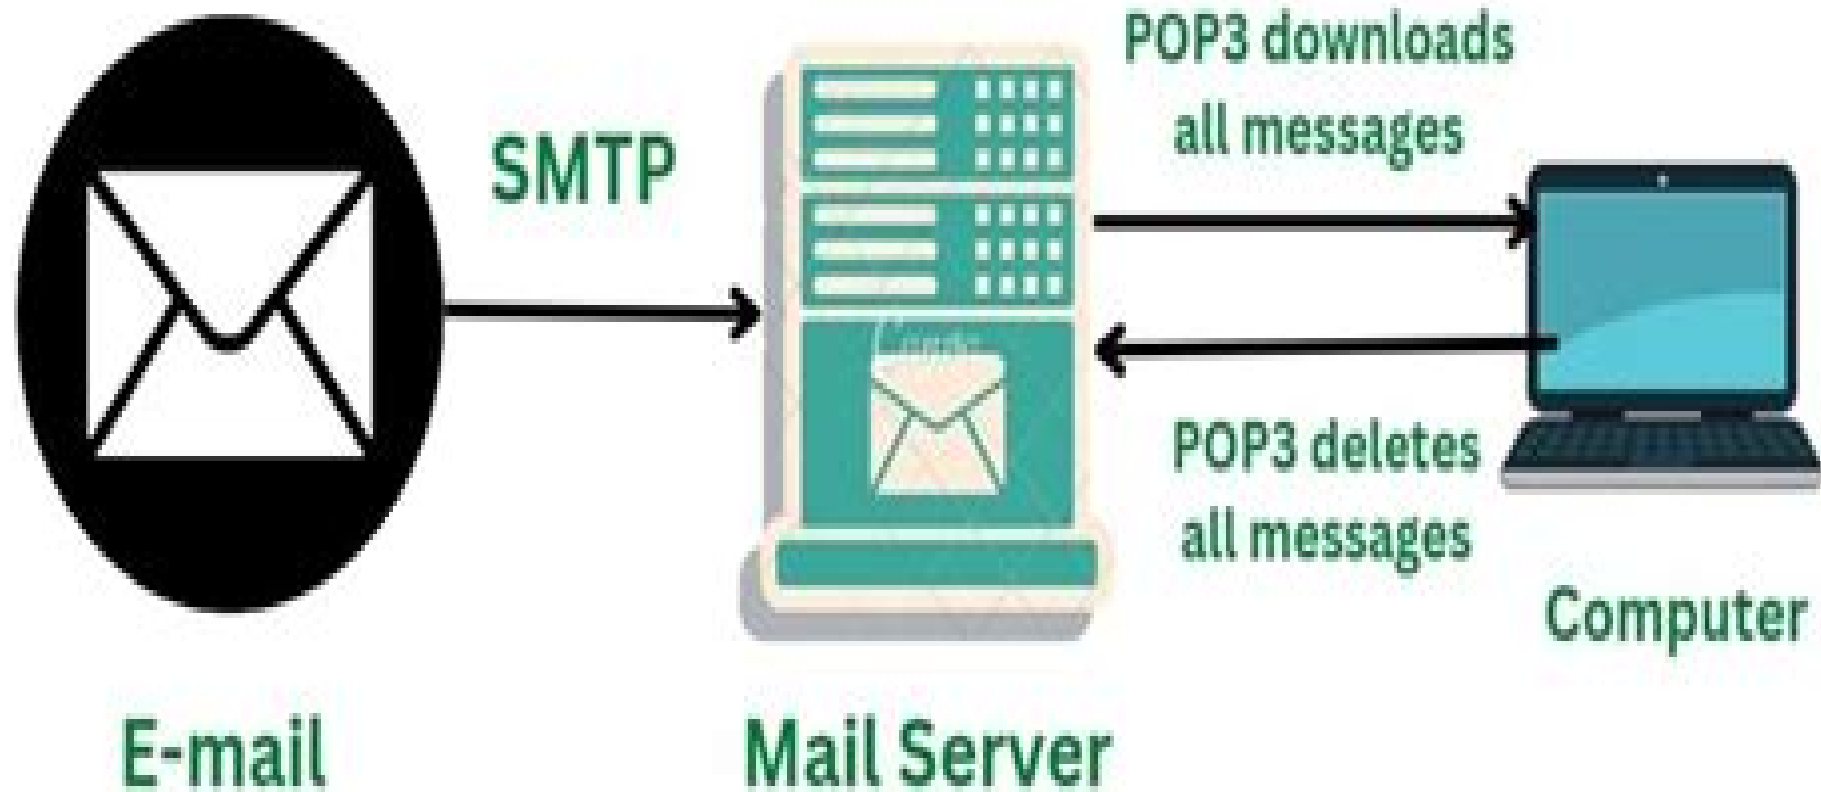 SMTP
POP3 downloads
all messages
POP3 deletes
all messages
Computer
E-mail
Mail Server